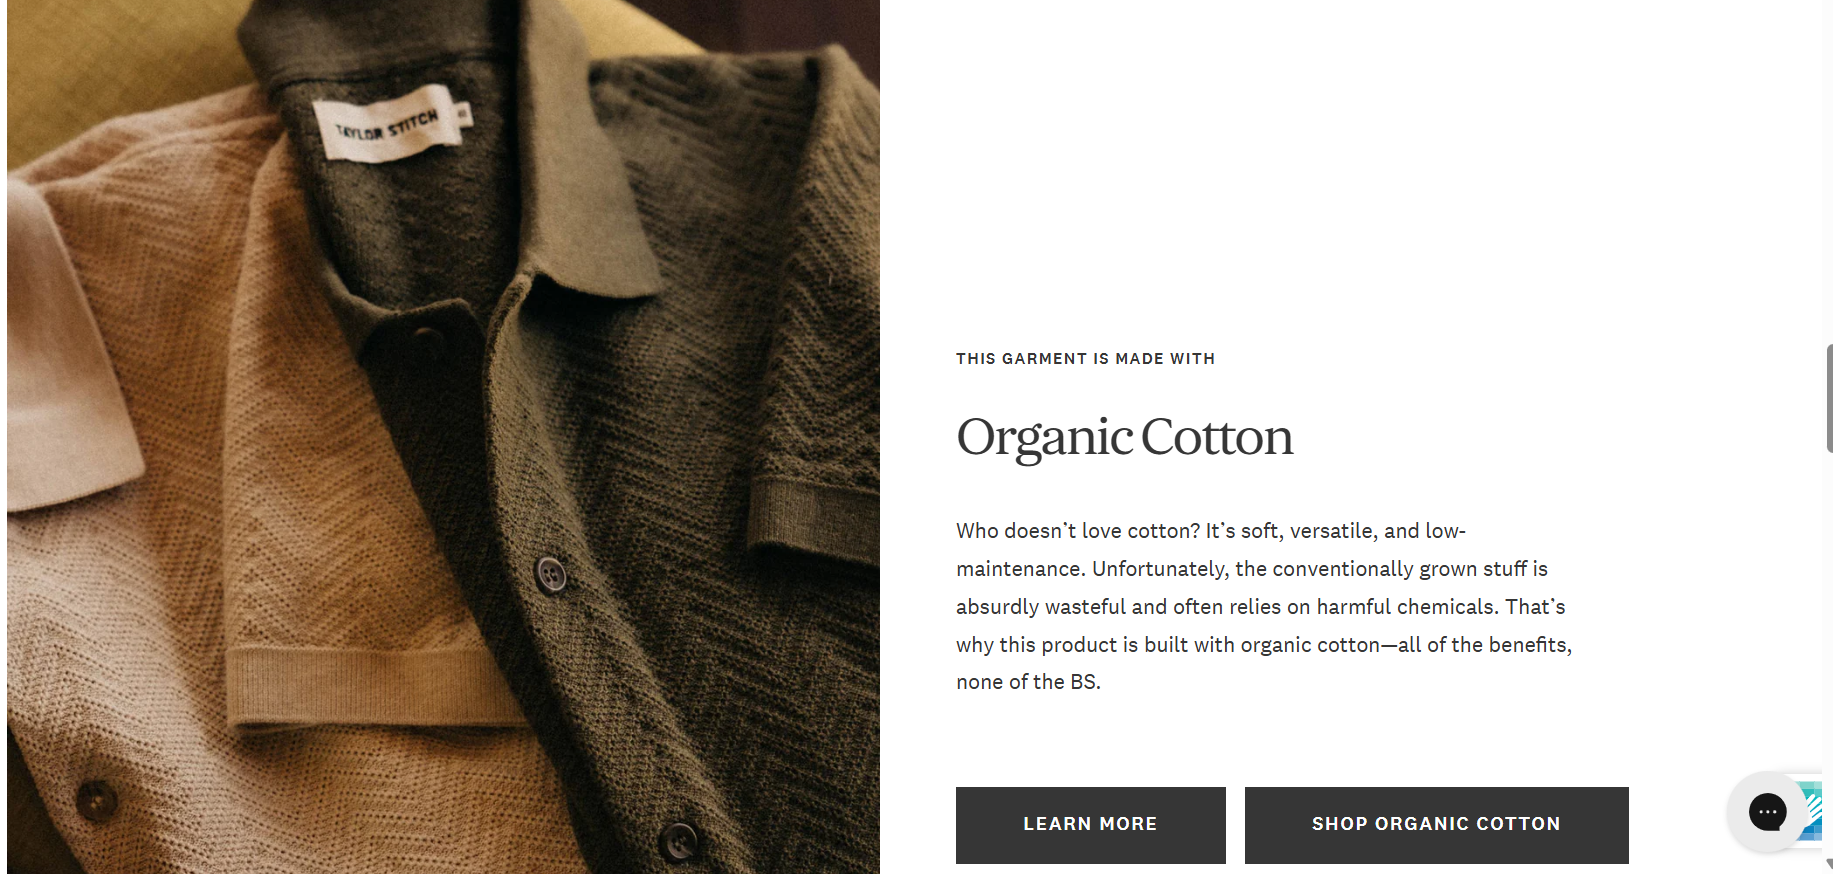 TAYLOR STITCH
THIS GARMENT IS MADE WITH
Organic Cotton
Who doesn’t love cotton? It’s soft, versatile, and low-
maintenance. Unfortunately, the conventionally grown stuff is
absurdly wasteful and often relies on harmful chemicals. That’s
why this product is built with organic cotton—all of the benefits,
none of the BS.
LEARN MORE
SHOP ORGANIC COTTON